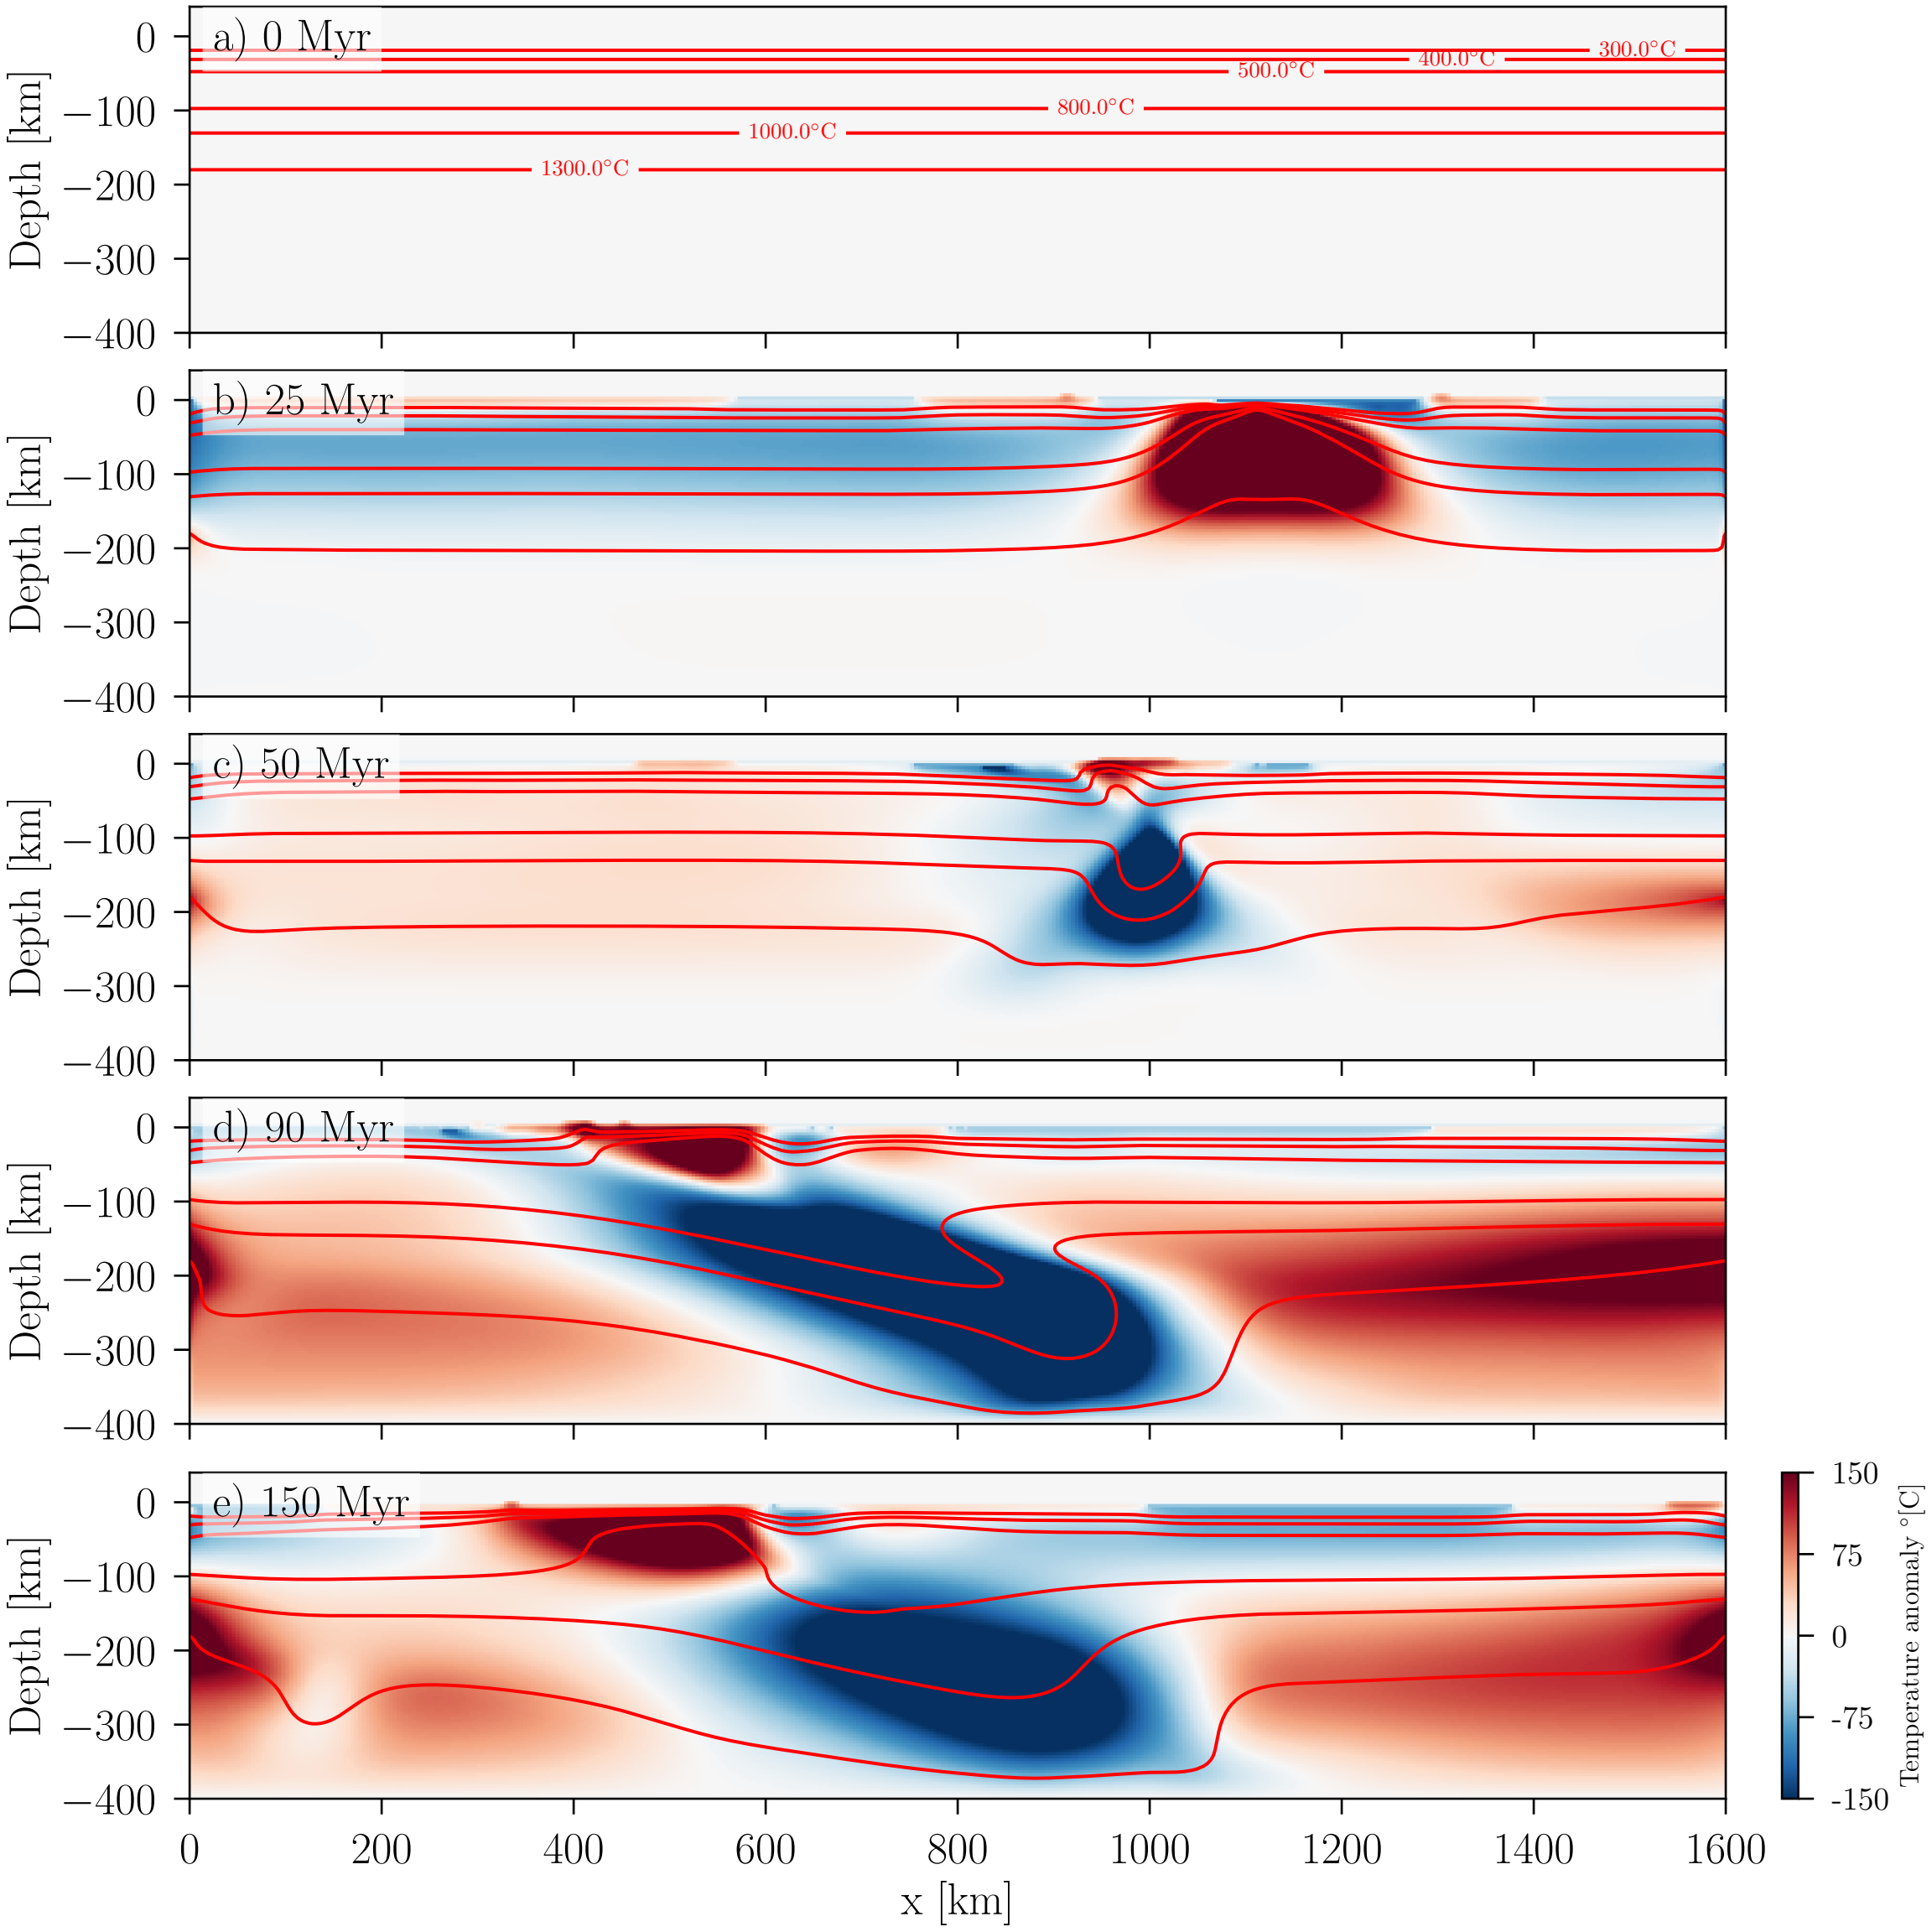 a) 0 Myr
0
−100
−200
−300
−400
Depth [km]
300.0°C
400.0°C
500.0°C
800.0°C
1000.0°C
1300.0°C
b) 25 Myr
0
−100
−200
−300
−400
Depth [km]
c) 50 Myr
0
−100
−200
−300
−400
Depth [km]
d) 90 Myr
0
−100
−200
−300
−400
Depth [km]
e) 150 Myr
0
−100
−200
−300
−400
Depth [km]
150
75
0
-75
-150
Temperature anomaly °[C]
0 200 400 600 800 1000 1200 1400 1600
x [km]